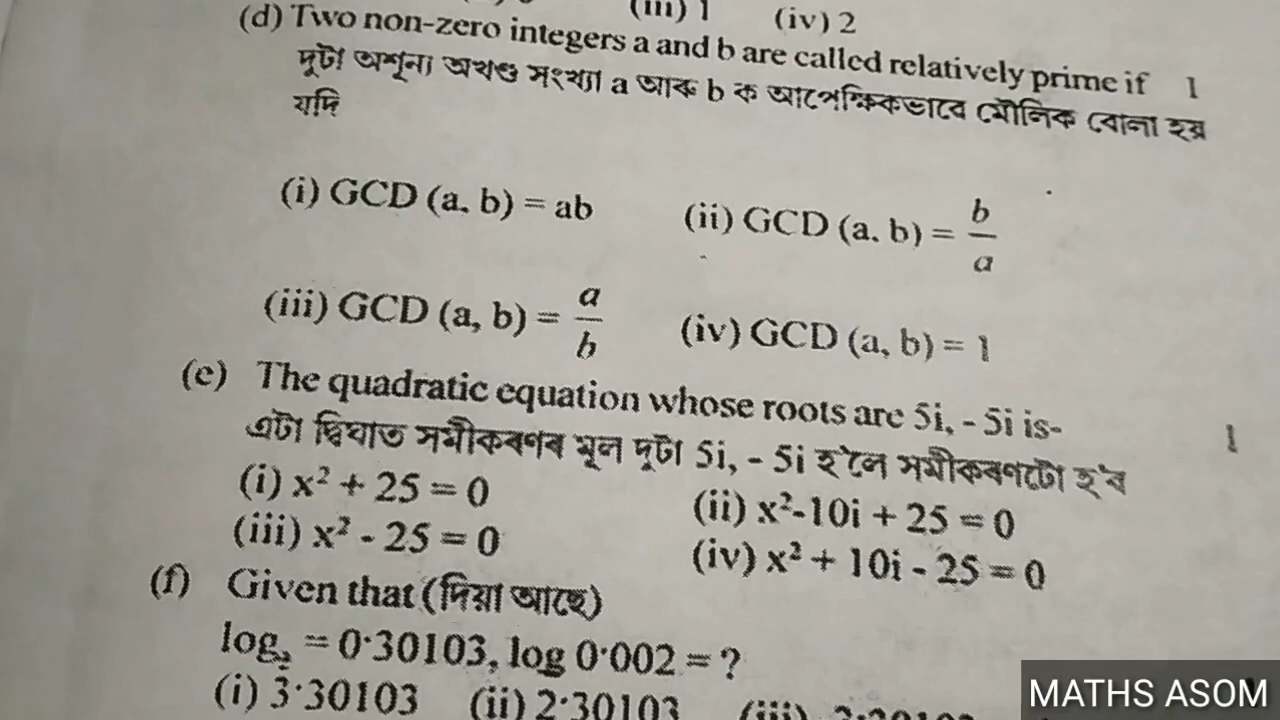 (iii) 1 (iv) 2
(d) Two non-zero integers a and b are called relatively prime if 1
দুটা অশূন্য অখণ্ড সংখ্যা a আৰু b ক আপেক্ষিকভাবে মৌলিক বোলা হয়
যদি
(i) GCD (a, b) = ab (ii) GCD (a, b) = b/a
(iii) GCD (a, b) = a/b (iv) GCD (a, b) = 1
(e) The quadratic equation whose roots are 5i, - 5i is- 1
এটা দ্বিঘাত সমীকৰণৰ মূল দুটা 5i, - 5i হ'লে সমীকৰণটো হ'ব
(i) x² + 25 = 0 (ii) x²-10i + 25 = 0
(iii) x² - 25 = 0 (iv) x² + 10i - 25 = 0
(f) Given that (দিয়া আছে)
log₂ = 0·30103, log 0·002 = ?
(i) 3̄·30103 (ii) 2·30103 (iii)
MATHS ASOM